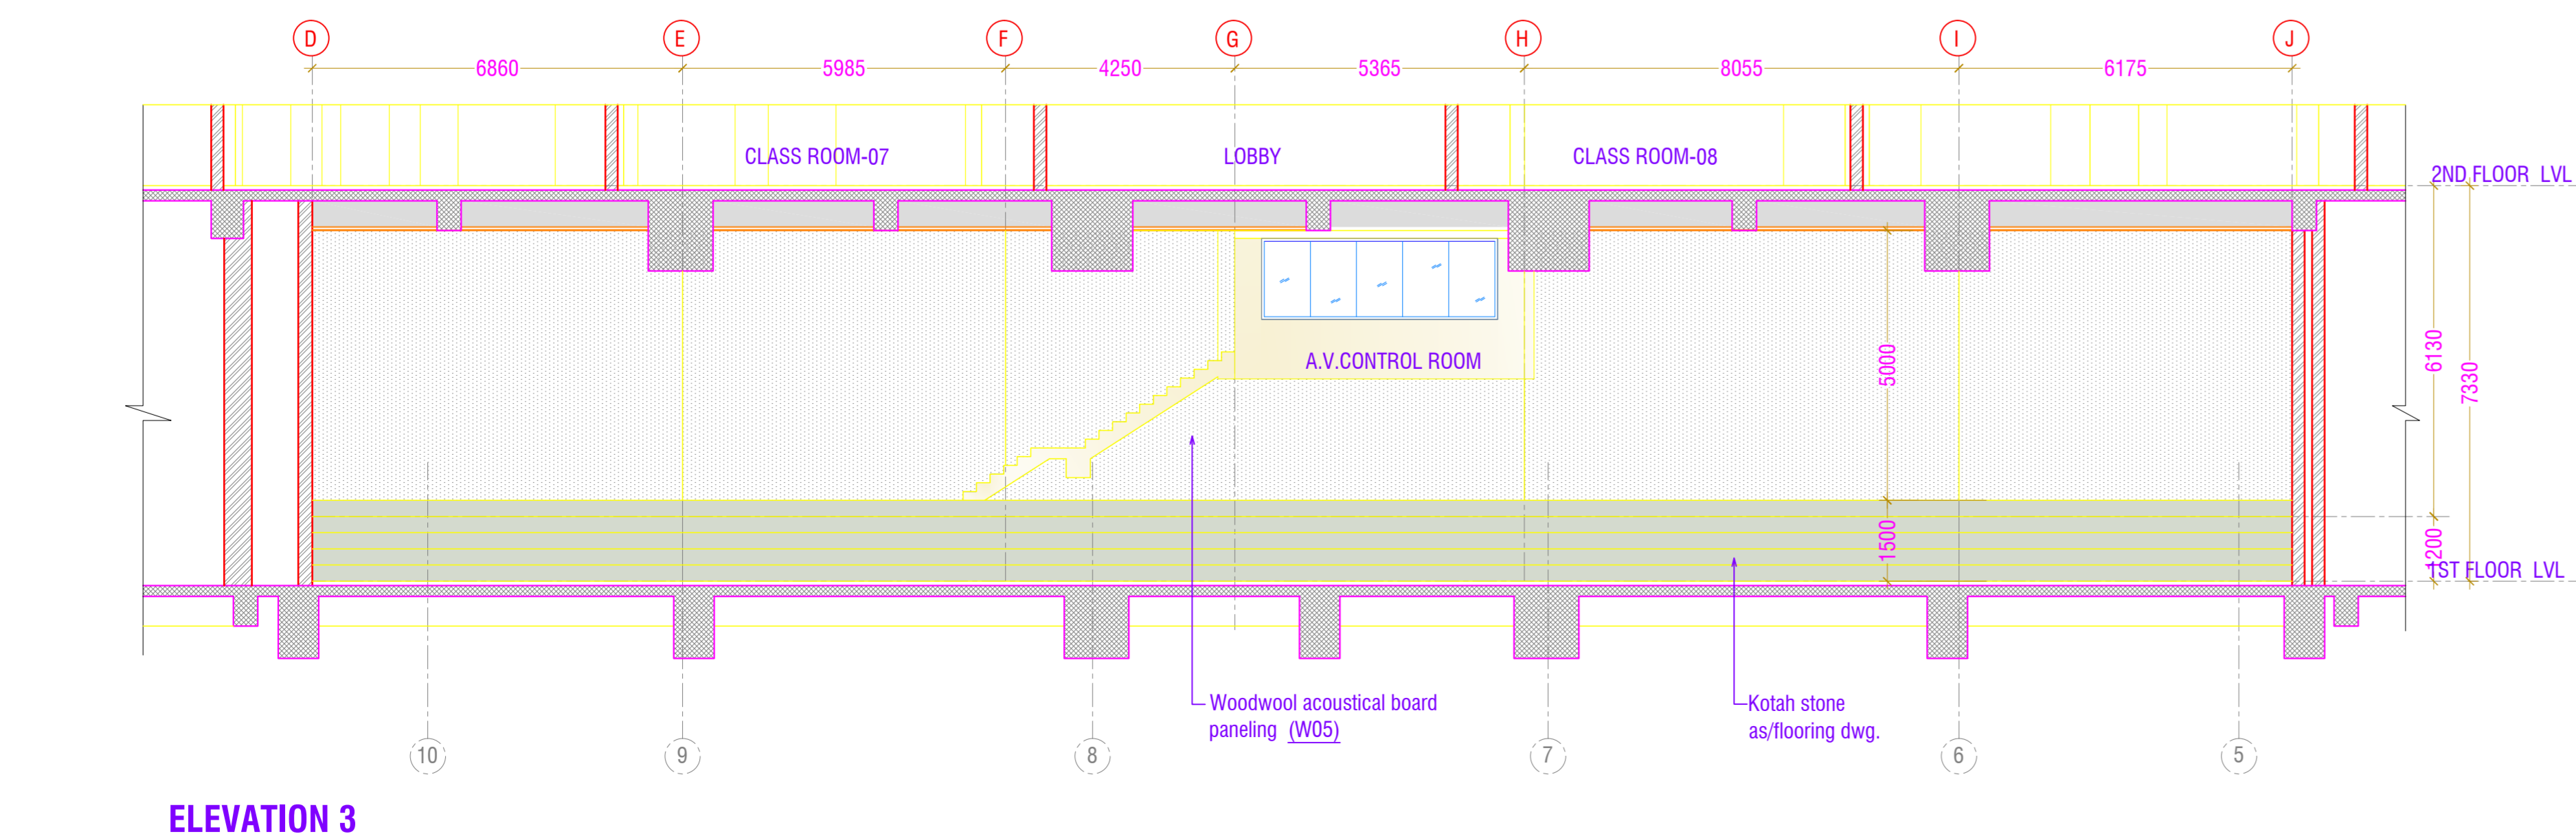 D E F G H I J
6860 5985 4250 5365 8055 6175
CLASS ROOM-07 LOBBY CLASS ROOM-08
2ND FLOOR LVL
A.V.CONTROL ROOM
5000
6130
7330
1500
1200
1ST FLOOR LVL
Woodwool acoustical board
paneling (W05)
Kotah stone
as/flooring dwg.
10 9 8 7 6 5
ELEVATION 3